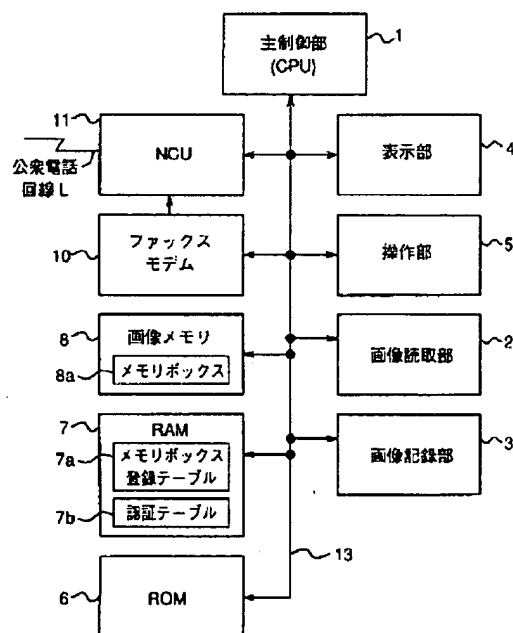 1
主制御部
(CPU)
11
NCU
公衆電話
回線 L
表示部
4
10
ファックス
モデム
操作部
5
8
画像メモリ
8a
メモリボックス
画像読取部
2
7
RAM
7a
メモリボックス
登録テーブル
7b
認証テーブル
画像記録部
3
13
6
ROM